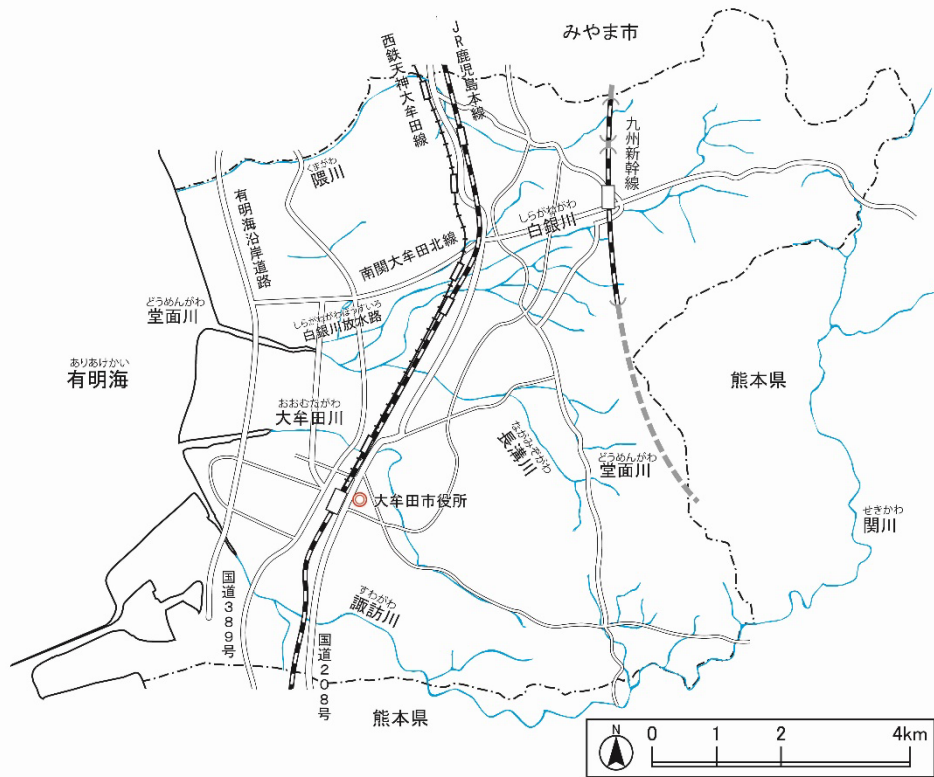 みやま市
西鉄天神大牟田線
JR鹿児島本線
九州新幹線
くまがわ
隈川
有明海沿岸道路
しらがねがわ
白銀川
南関大牟田北線
どうめんがわ
堂面川
しらがねがわほうすいろ
白銀川放水路
ありあけかい
有明海
熊本県
おおむたがわ
大牟田川
ながみぞがわ
長溝川
どうめんがわ
堂面川
大牟田市役所
せきかわ
関川
国道389号
すわがわ
諏訪川
国道208号
熊本県
N
0 1 2 4km